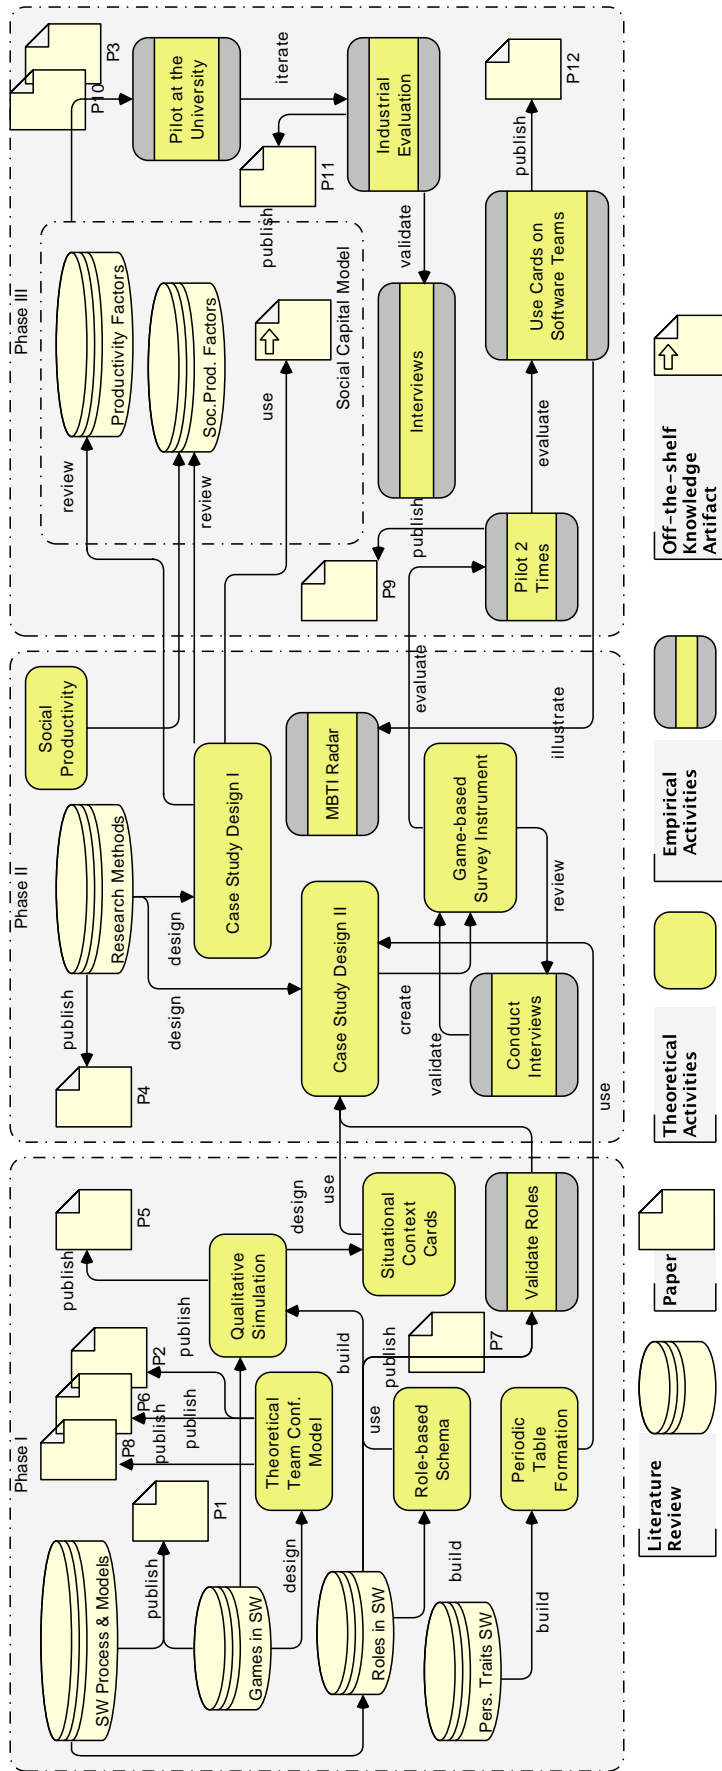 Phase I
SW Process & Models
publish
P1
Games in SW
design
Theoretical
Team Conf.
Model
P8
publish
P6
publish
P2
publish
Qualitative
Simulation
publish
P5
design
Situational
Context
Cards
use
Roles in SW
build
build
Role-based
Schema
use
publish
P7
Validate Roles
Pers. Traits SW
build
Periodic
Table
Formation
use
Phase II
Research Methods
publish
P4
design
design
Social
Productivity
Case Study Design I
Case Study Design II
MBTI Radar
create
Game-based
Survey Instrument
validate
Conduct
Interviews
review
evaluate
illustrate
Phase III
Productivity Factors
review
Soc.Prod. Factors
review
use
Social Capital Model
P10
P3
Pilot at the
University
iterate
Industrial
Evaluation
publish
P11
validate
Interviews
publish
P9
Pilot 2
Times
evaluate
Use Cards on
Software Teams
publish
P12
Literature
Review
Paper
Theoretical
Activities
Empirical
Activities
Off-the-shelf
Knowledge
Artifact